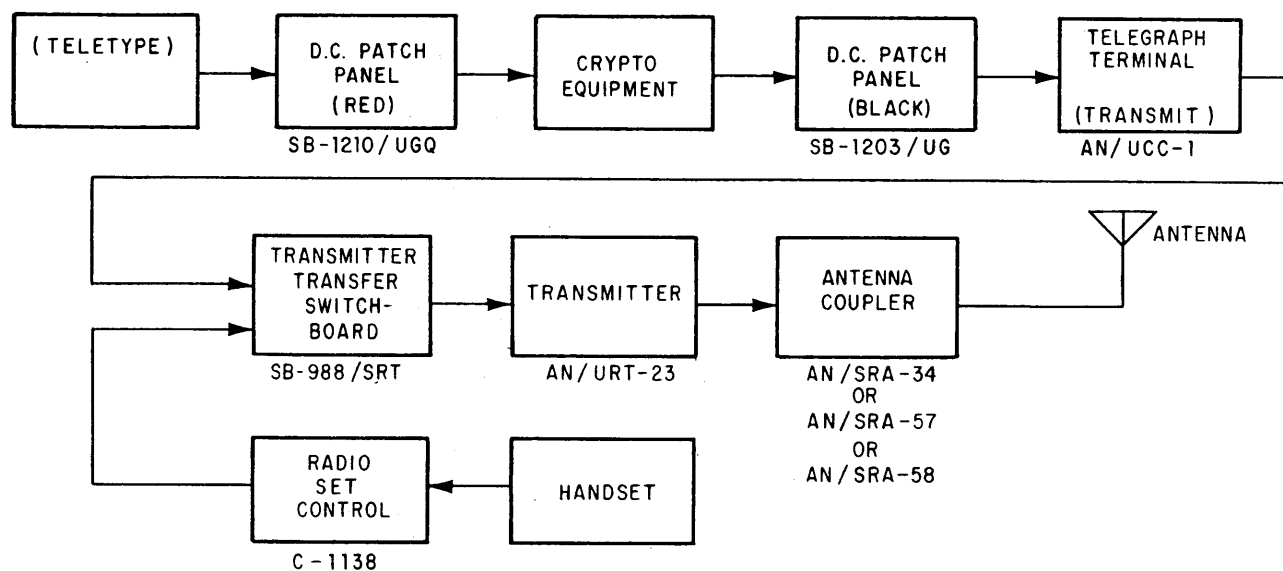 (TELETYPE)
D.C. PATCH
PANEL
(RED)
SB-1210/UGQ
CRYPTO
EQUIPMENT
D.C. PATCH
PANEL
(BLACK)
SB-1203/UG
TELEGRAPH
TERMINAL
(TRANSMIT)
AN/UCC-1
TRANSMITTER
TRANSFER
SWITCH-
BOARD
SB-988/SRT
TRANSMITTER
AN/URT-23
ANTENNA
COUPLER
AN/SRA-34
OR
AN/SRA-57
OR
AN/SRA-58
ANTENNA
RADIO
SET
CONTROL
C-1138
HANDSET